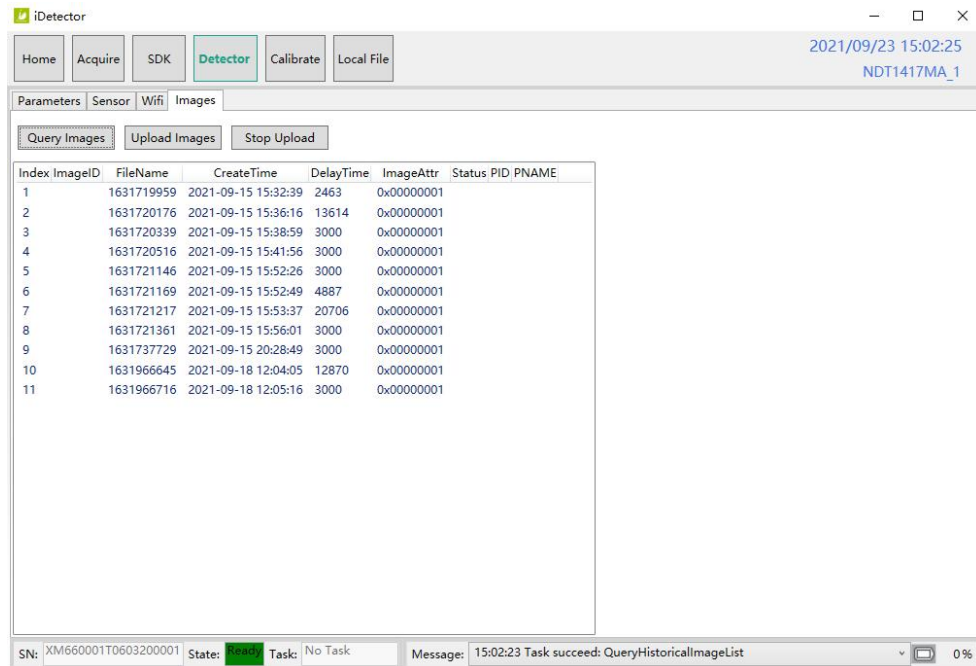 iDetector
Home Acquire SDK Detector Calibrate Local File
2021/09/23 15:02:25
NDT1417MA_1
Parameters Sensor Wifi Images
Query Images Upload Images Stop Upload
Index ImageID FileName CreateTime DelayTime ImageAttr Status PID PNAME
1 1631719959 2021-09-15 15:32:39 2463 0x00000001
2 1631720176 2021-09-15 15:36:16 13614 0x00000001
3 1631720339 2021-09-15 15:38:59 3000 0x00000001
4 1631720516 2021-09-15 15:41:56 3000 0x00000001
5 1631721146 2021-09-15 15:52:26 3000 0x00000001
6 1631721169 2021-09-15 15:52:49 4887 0x00000001
7 1631721217 2021-09-15 15:53:37 20706 0x00000001
8 1631721361 2021-09-15 15:56:01 3000 0x00000001
9 1631737729 2021-09-15 20:28:49 3000 0x00000001
10 1631966645 2021-09-18 12:04:05 12870 0x00000001
11 1631966716 2021-09-18 12:05:16 3000 0x00000001
SN: XM660001T0603200001 State: Ready Task: No Task Message: 15:02:23 Task succeed: QueryHistoricalImageList 0%